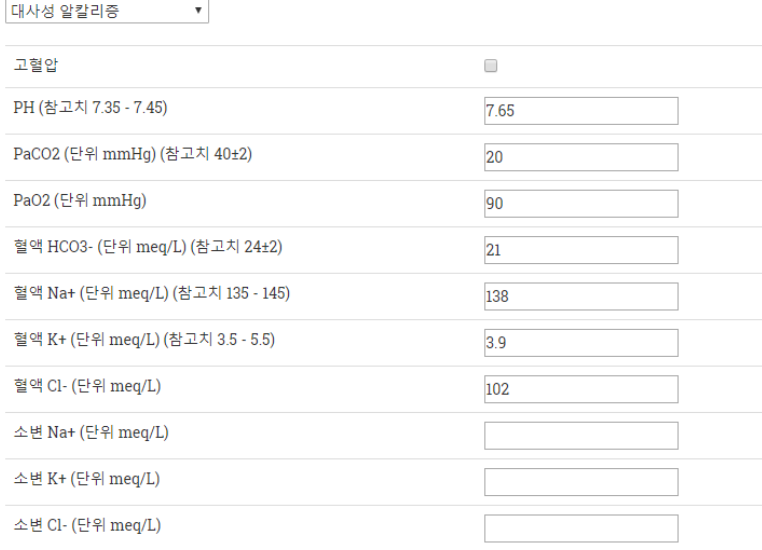 대사성 알칼리증
고혈압
PH (참고치 7.35 - 7.45) 7.65
PaCO2 (단위 mmHg) (참고치 40±2) 20
PaO2 (단위 mmHg) 90
혈액 HCO3- (단위 meq/L) (참고치 24±2) 21
혈액 Na+ (단위 meq/L) (참고치 135 - 145) 138
혈액 K+ (단위 meq/L) (참고치 3.5 - 5.5) 3.9
혈액 Cl- (단위 meq/L) 102
소변 Na+ (단위 meq/L)
소변 K+ (단위 meq/L)
소변 Cl- (단위 meq/L)